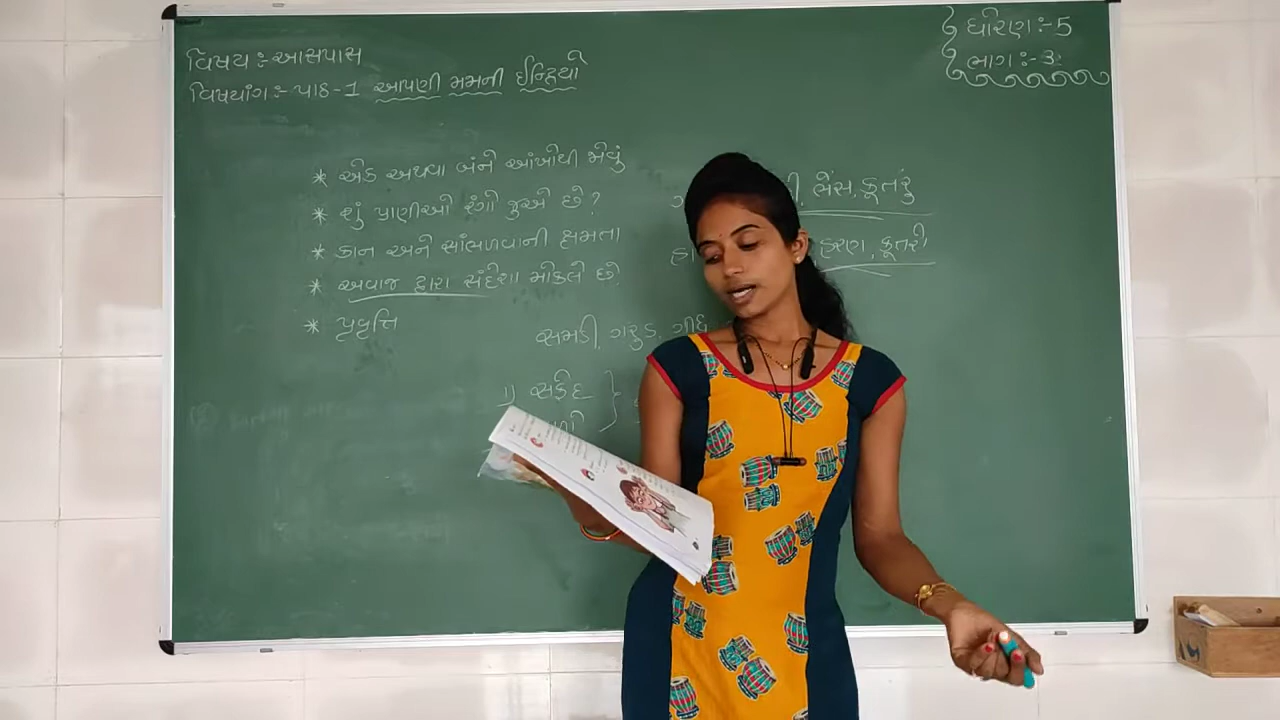 વિષય :- આસપાસ
વિષયાંગ :- પાઠ-1 આપણી મમની ઈન્દ્રિયો
ધોરણ :- 5
ભાગ :- 3
* એક અથવા બંને આંખોથી જોવું
* શું પ્રાણીઓ રંગો જુએ છે?
* કાન અને સાંભળવાની ક્ષમતા
* અવાજ દ્વારા સંદેશા મોકલે છે.
* પ્રવૃત્તિ
ભેંસ, કૂતરું
હરણ, કૂતરી
સમડી, ગરુડ, ગીધ
1) સફેદ